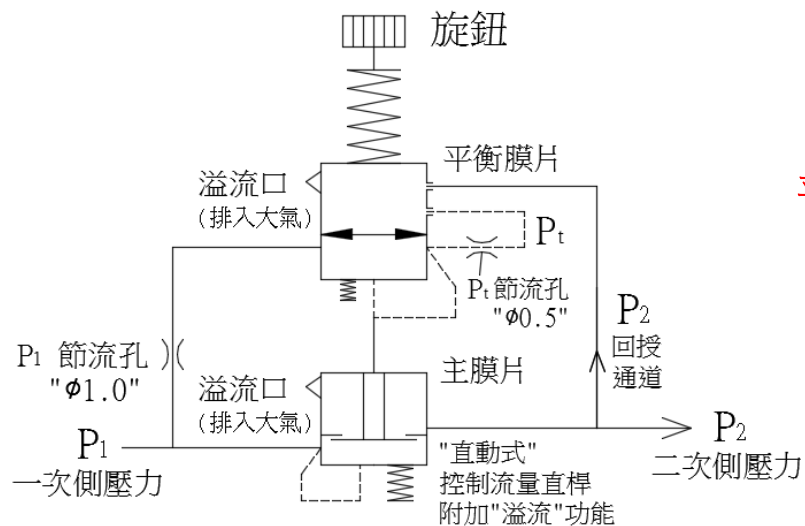 旋鈕
平衡膜片
溢流口
(排入大氣)
Pt
Pt 節流孔
"φ0.5"
P2
回授
通道
P1 節流孔
"φ1.0"
溢流口
(排入大氣)
主膜片
P1
一次側壓力
"直動式"
控制流量直桿
附加"溢流"功能
P2
二次側壓力